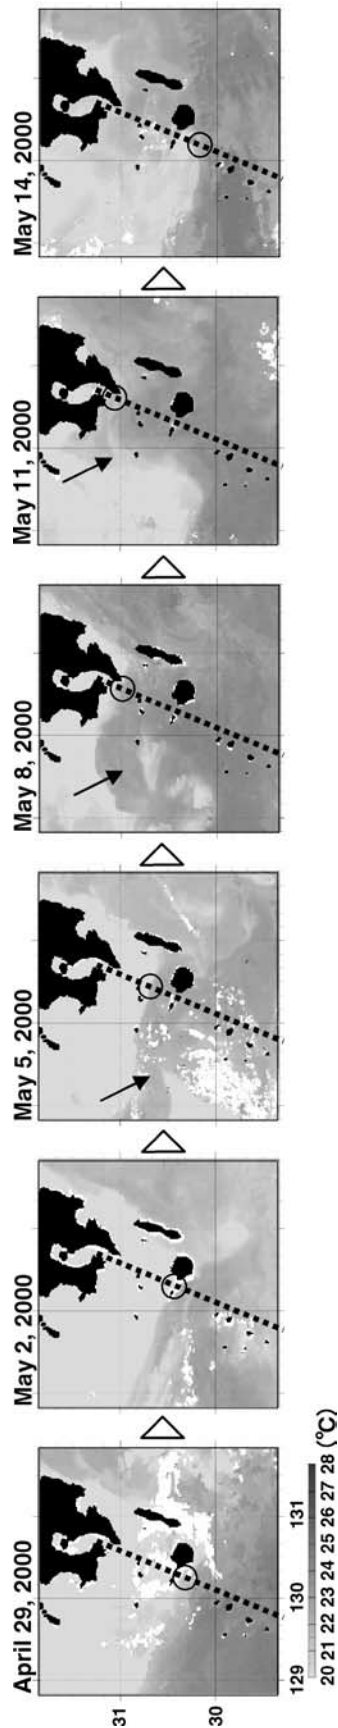 April 29, 2000
May 2, 2000
May 5, 2000
May 8, 2000
May 11, 2000
May 14, 2000
31
30
129 130 131
20 21 22 23 24 25 26 27 28 (°C)